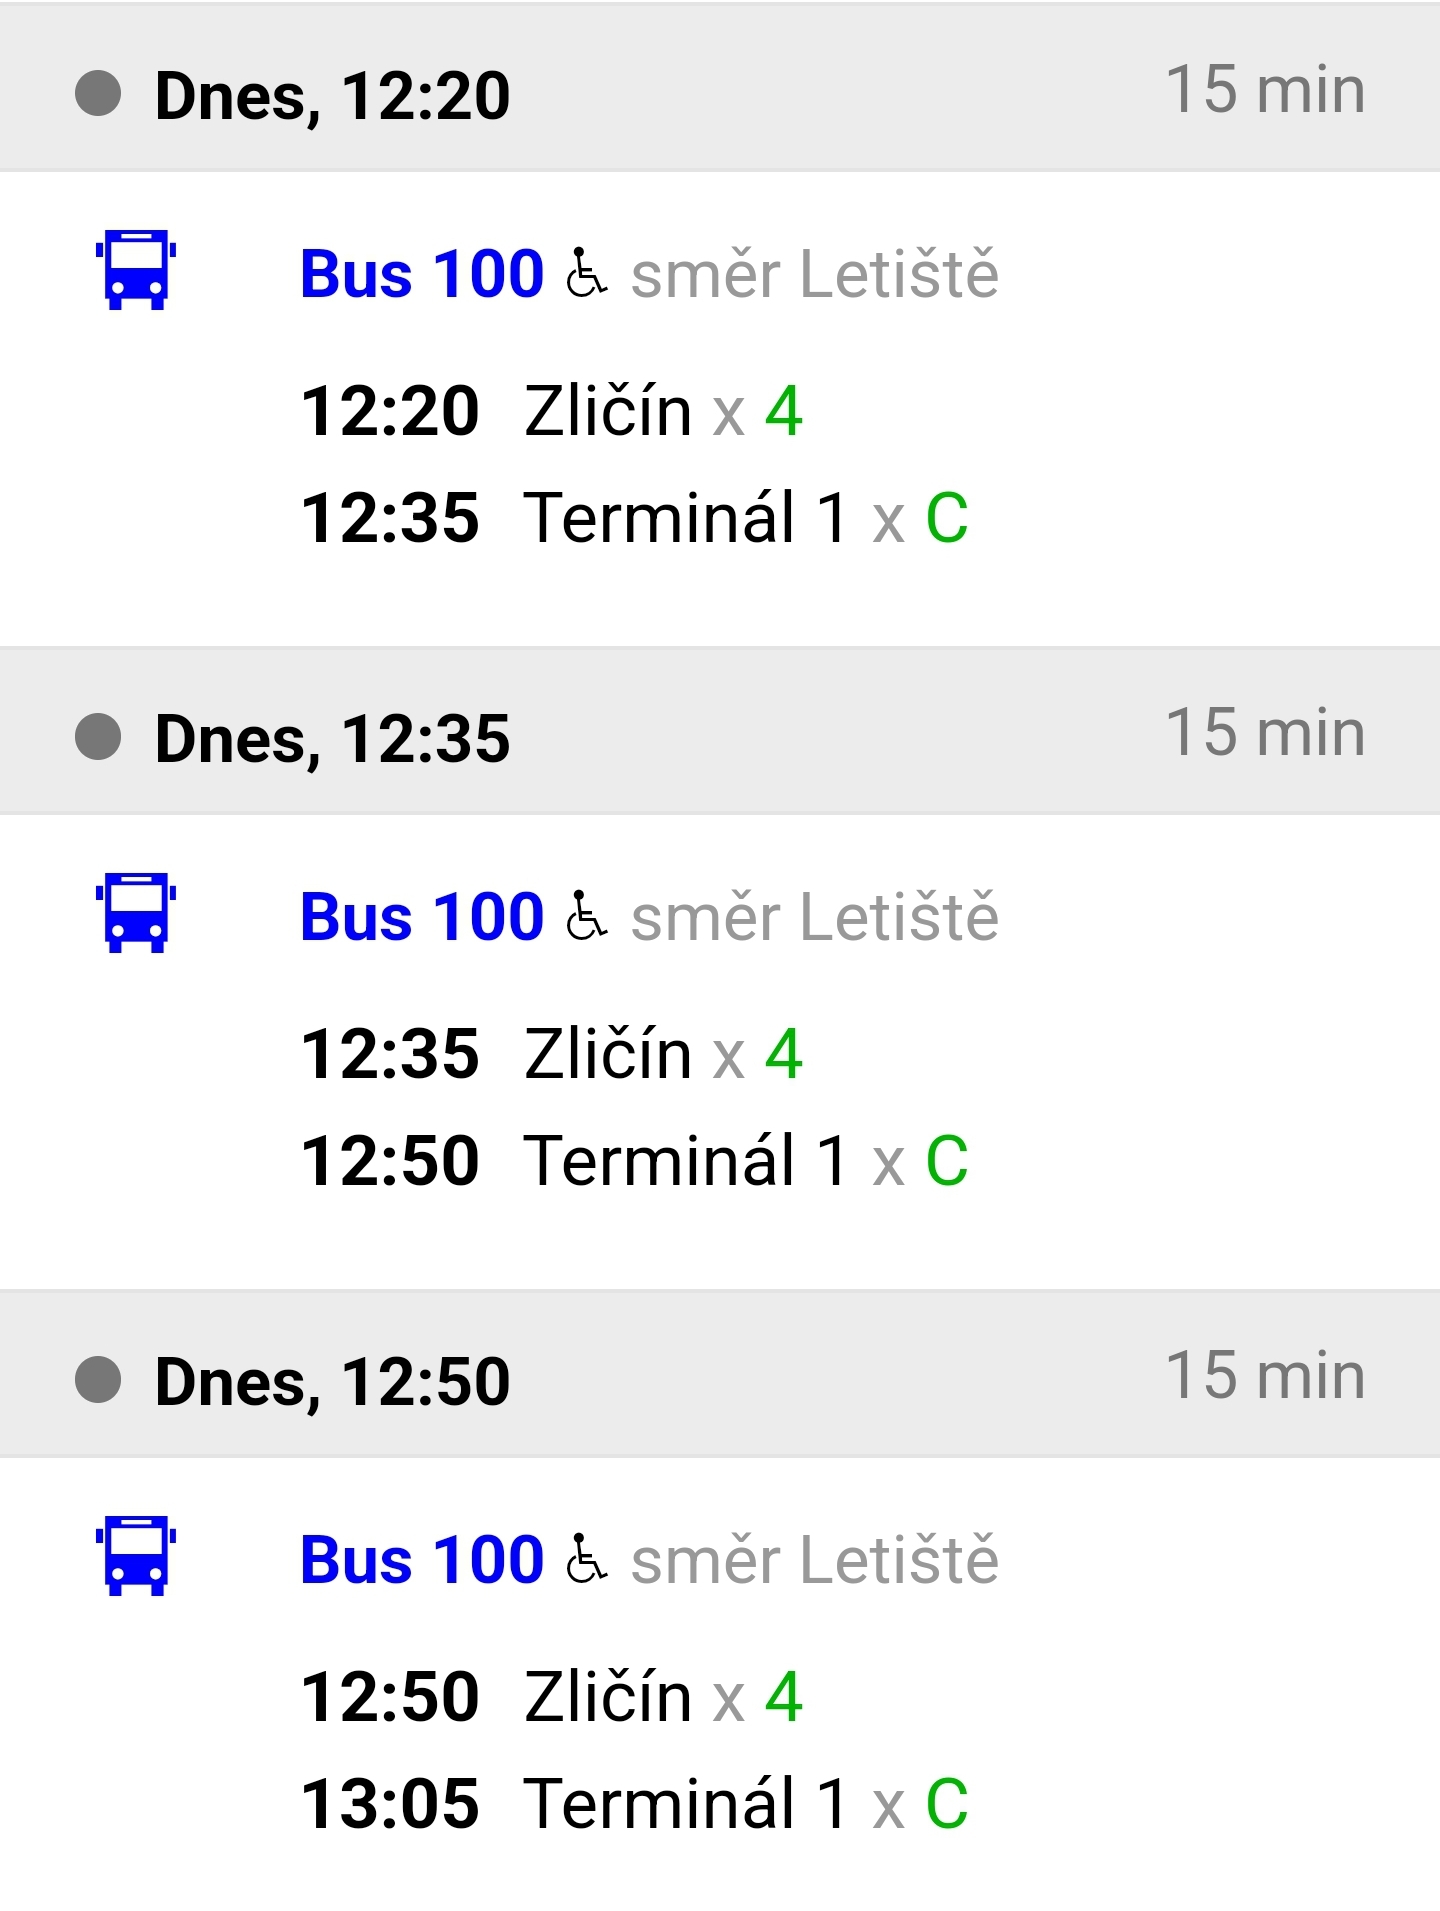 Dnes, 12:20 15 min
Bus 100 směr Letiště
12:20 Zličín x 4
12:35 Terminál 1 x C
Dnes, 12:35 15 min
Bus 100 směr Letiště
12:35 Zličín x 4
12:50 Terminál 1 x C
Dnes, 12:50 15 min
Bus 100 směr Letiště
12:50 Zličín x 4
13:05 Terminál 1 x C